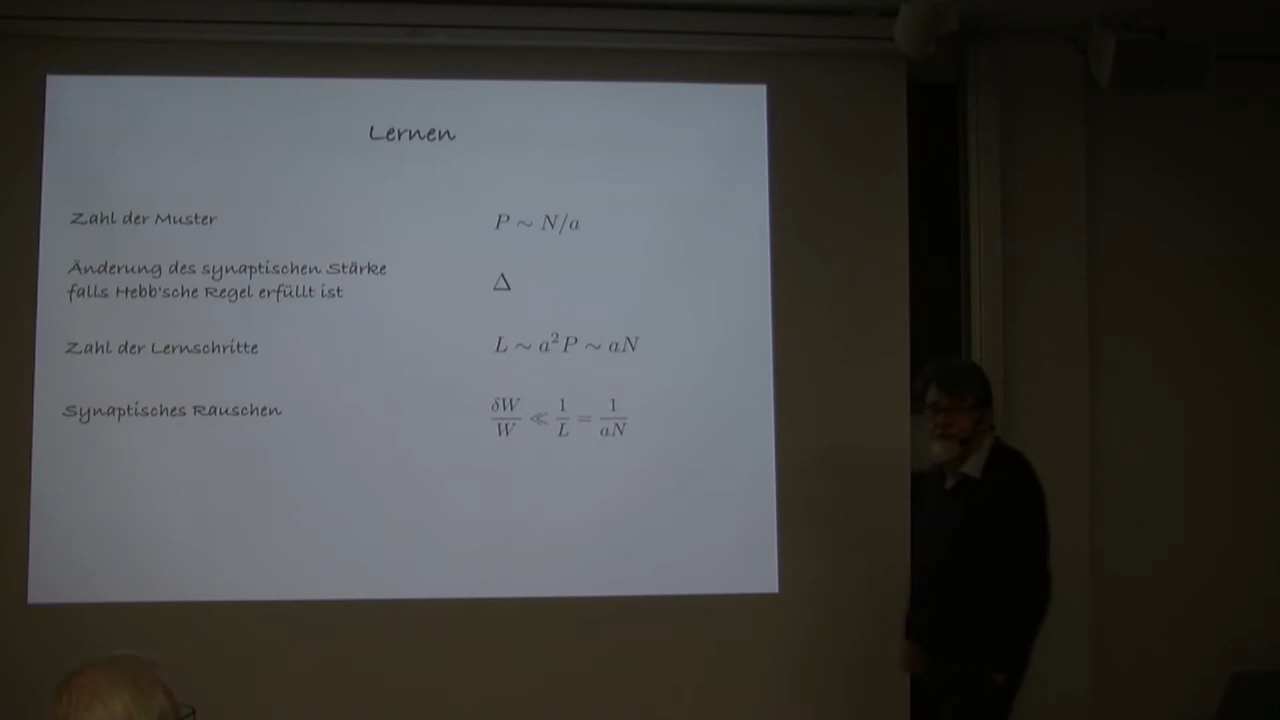 Lernen
Zahl der Muster P ~ N/a
Änderung des synaptischen Stärke
falls Hebb'sche Regel erfüllt ist Δ
Zahl der Lernschritte L ~ a²P ~ aN
Synaptisches Rauschen δW/W ≪ 1/L = 1/aN